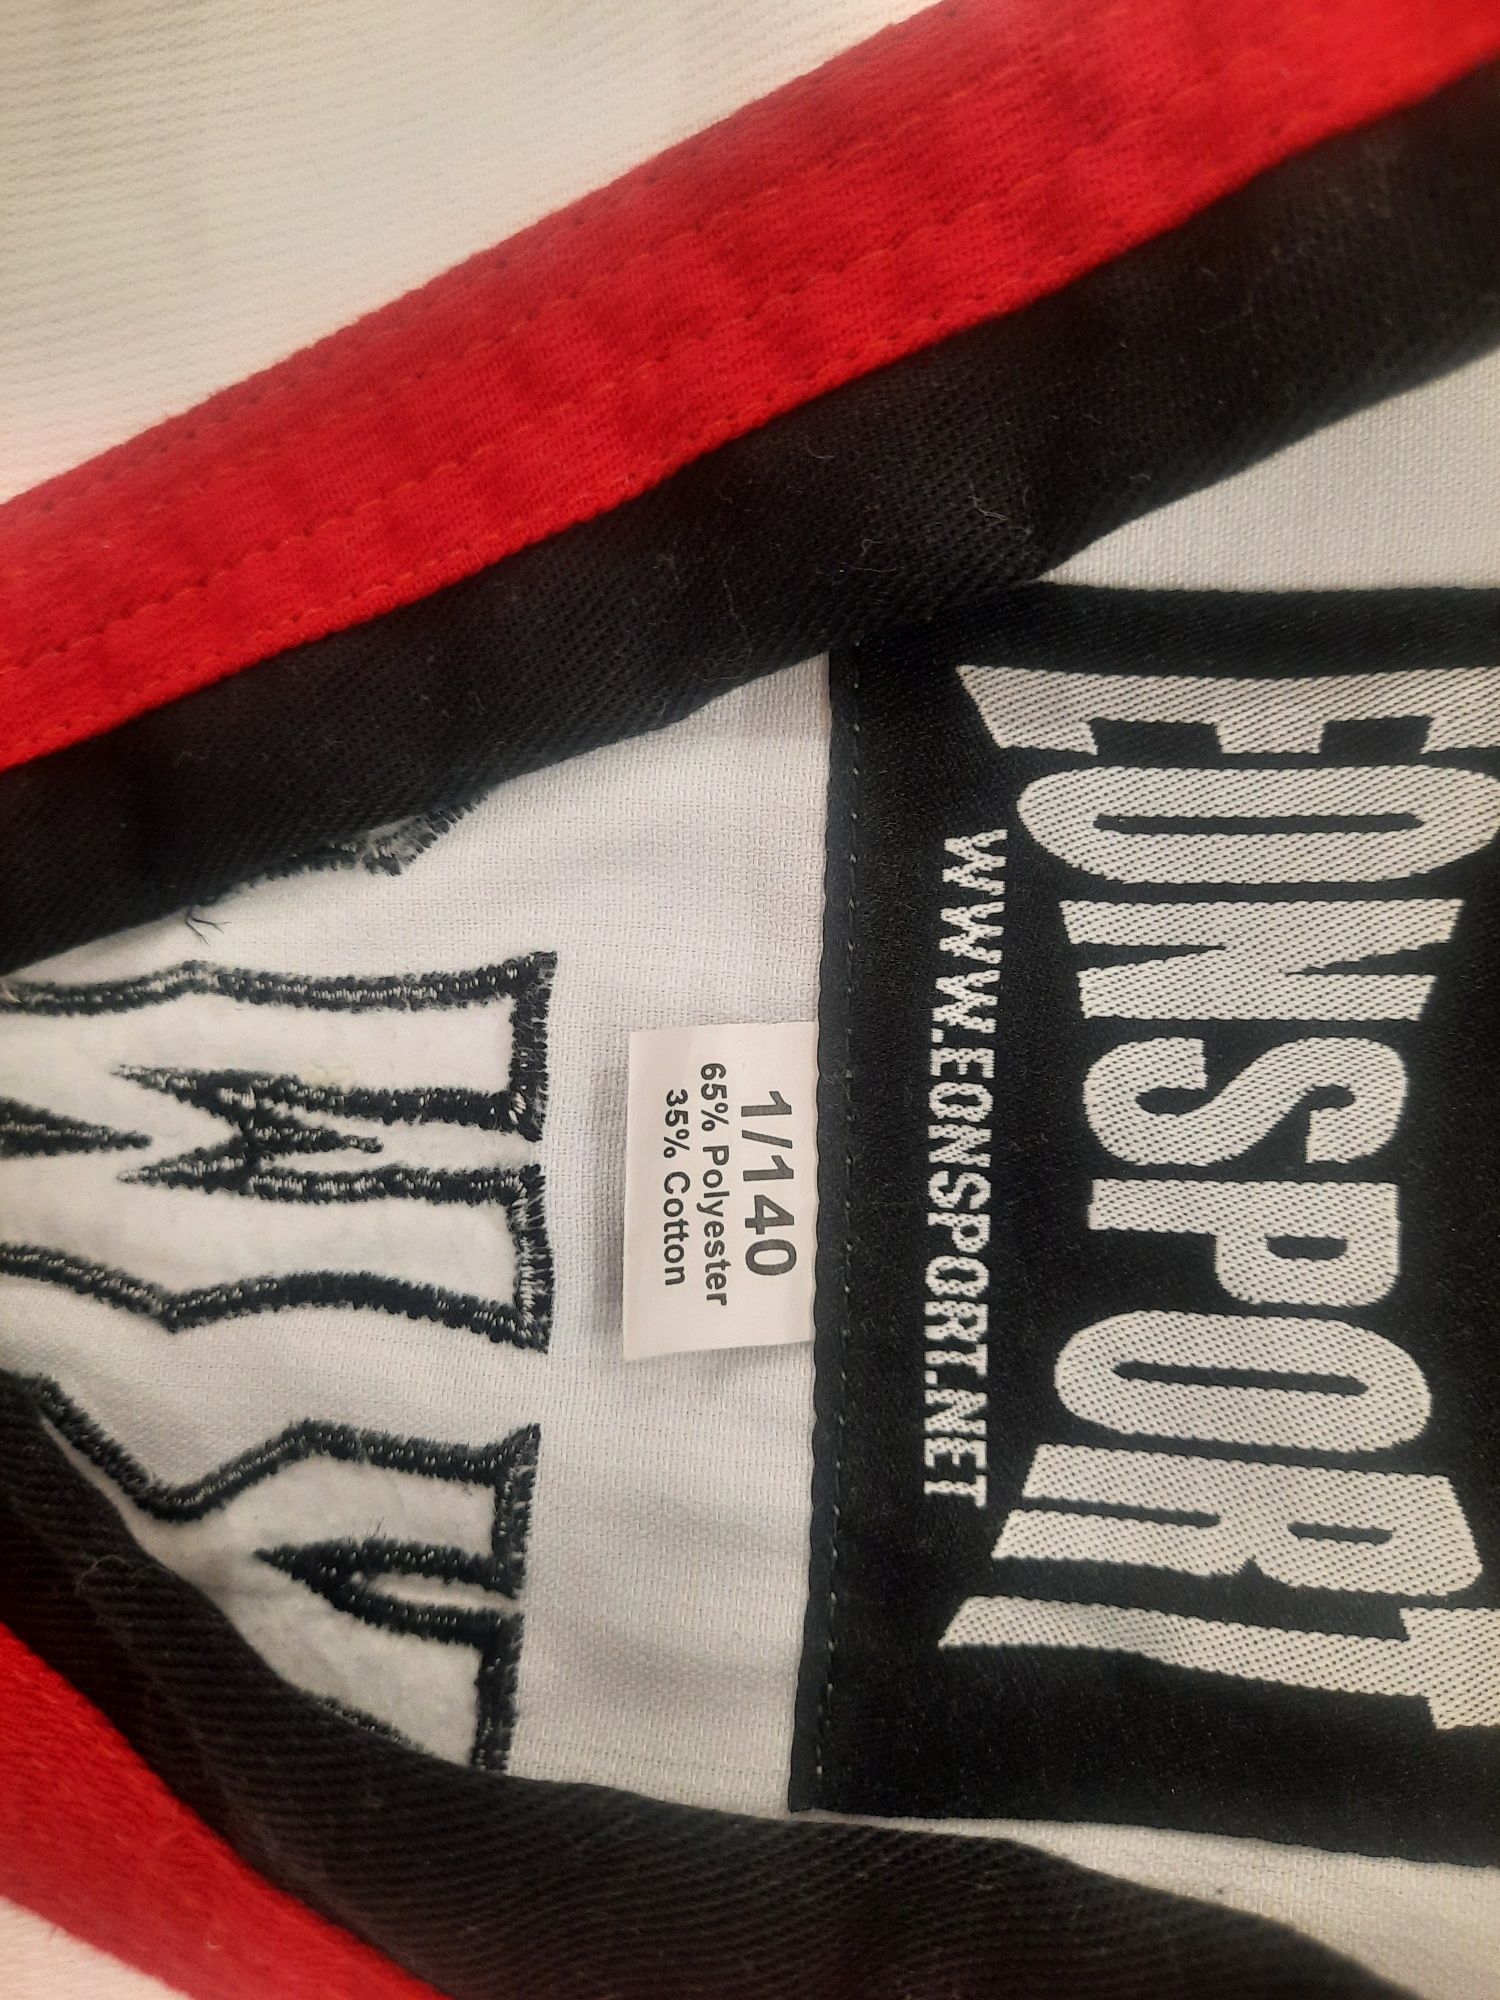 EONSPORT
WWW.EONSPORT.NET
1/140
65% Polyester
35% Cotton